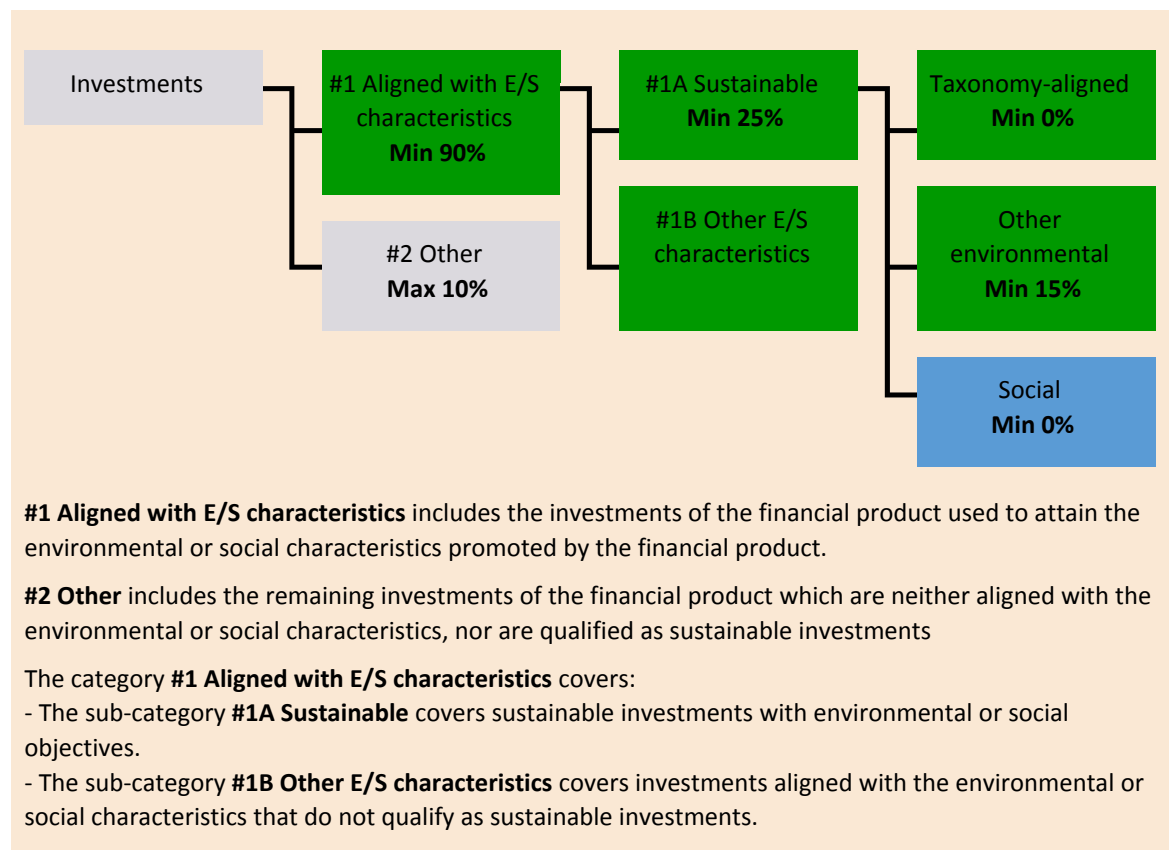 Investments
#1 Aligned with E/S
characteristics
Min 90%
#2 Other
Max 10%
#1A Sustainable
Min 25%
#1B Other E/S
characteristics
Taxonomy-aligned
Min 0%
Other
environmental
Min 15%
Social
Min 0%
#1 Aligned with E/S characteristics includes the investments of the financial product used to attain the
environmental or social characteristics promoted by the financial product.
#2 Other includes the remaining investments of the financial product which are neither aligned with the
environmental or social characteristics, nor are qualified as sustainable investments
The category #1 Aligned with E/S characteristics covers:
- The sub-category #1A Sustainable covers sustainable investments with environmental or social
objectives.
- The sub-category #1B Other E/S characteristics covers investments aligned with the environmental or
social characteristics that do not qualify as sustainable investments.